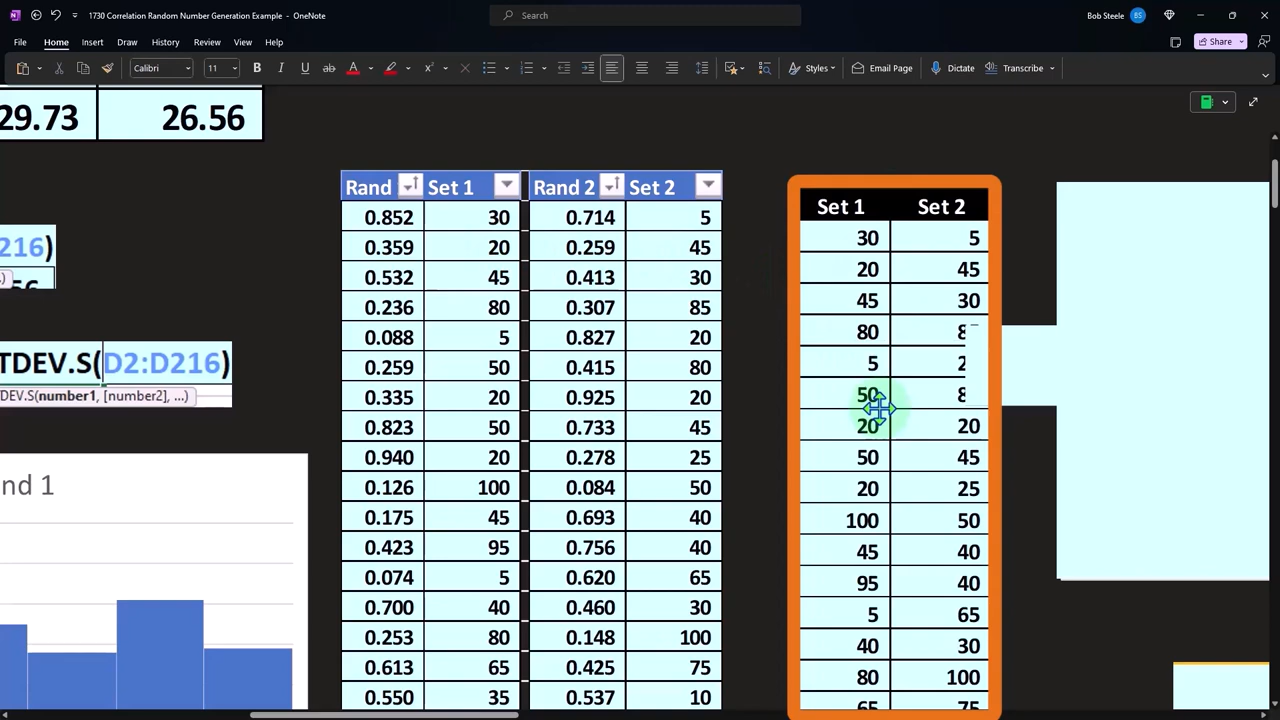 1730 Correlation Random Number Generation Example - OneNote
Search
Bob Steele BS
File Home Insert Draw History Review View Help
Share
Calibri 11 B I U ab A Styles Email Page Dictate Transcribe
29.73 26.56
Rand Set 1 Rand 2 Set 2
0.852 30 0.714 5
0.359 20 0.259 45
0.532 45 0.413 30
0.236 80 0.307 85
0.088 5 0.827 20
0.259 50 0.415 80
0.335 20 0.925 20
0.823 50 0.733 45
0.940 20 0.278 25
0.126 100 0.084 50
0.175 45 0.693 40
0.423 95 0.756 40
0.074 5 0.620 65
0.700 40 0.460 30
0.253 80 0.148 100
0.613 65 0.425 75
0.550 35 0.537 10
Set 1 Set 2
30 5
20 45
45 30
80 8
5 2
50 8
20 20
50 45
20 25
100 50
45 40
95 40
5 65
40 30
80 100
65 75
216)
TDEV.S(D2:D216)
DEV.S(number1, [number2], ...)
nd 1